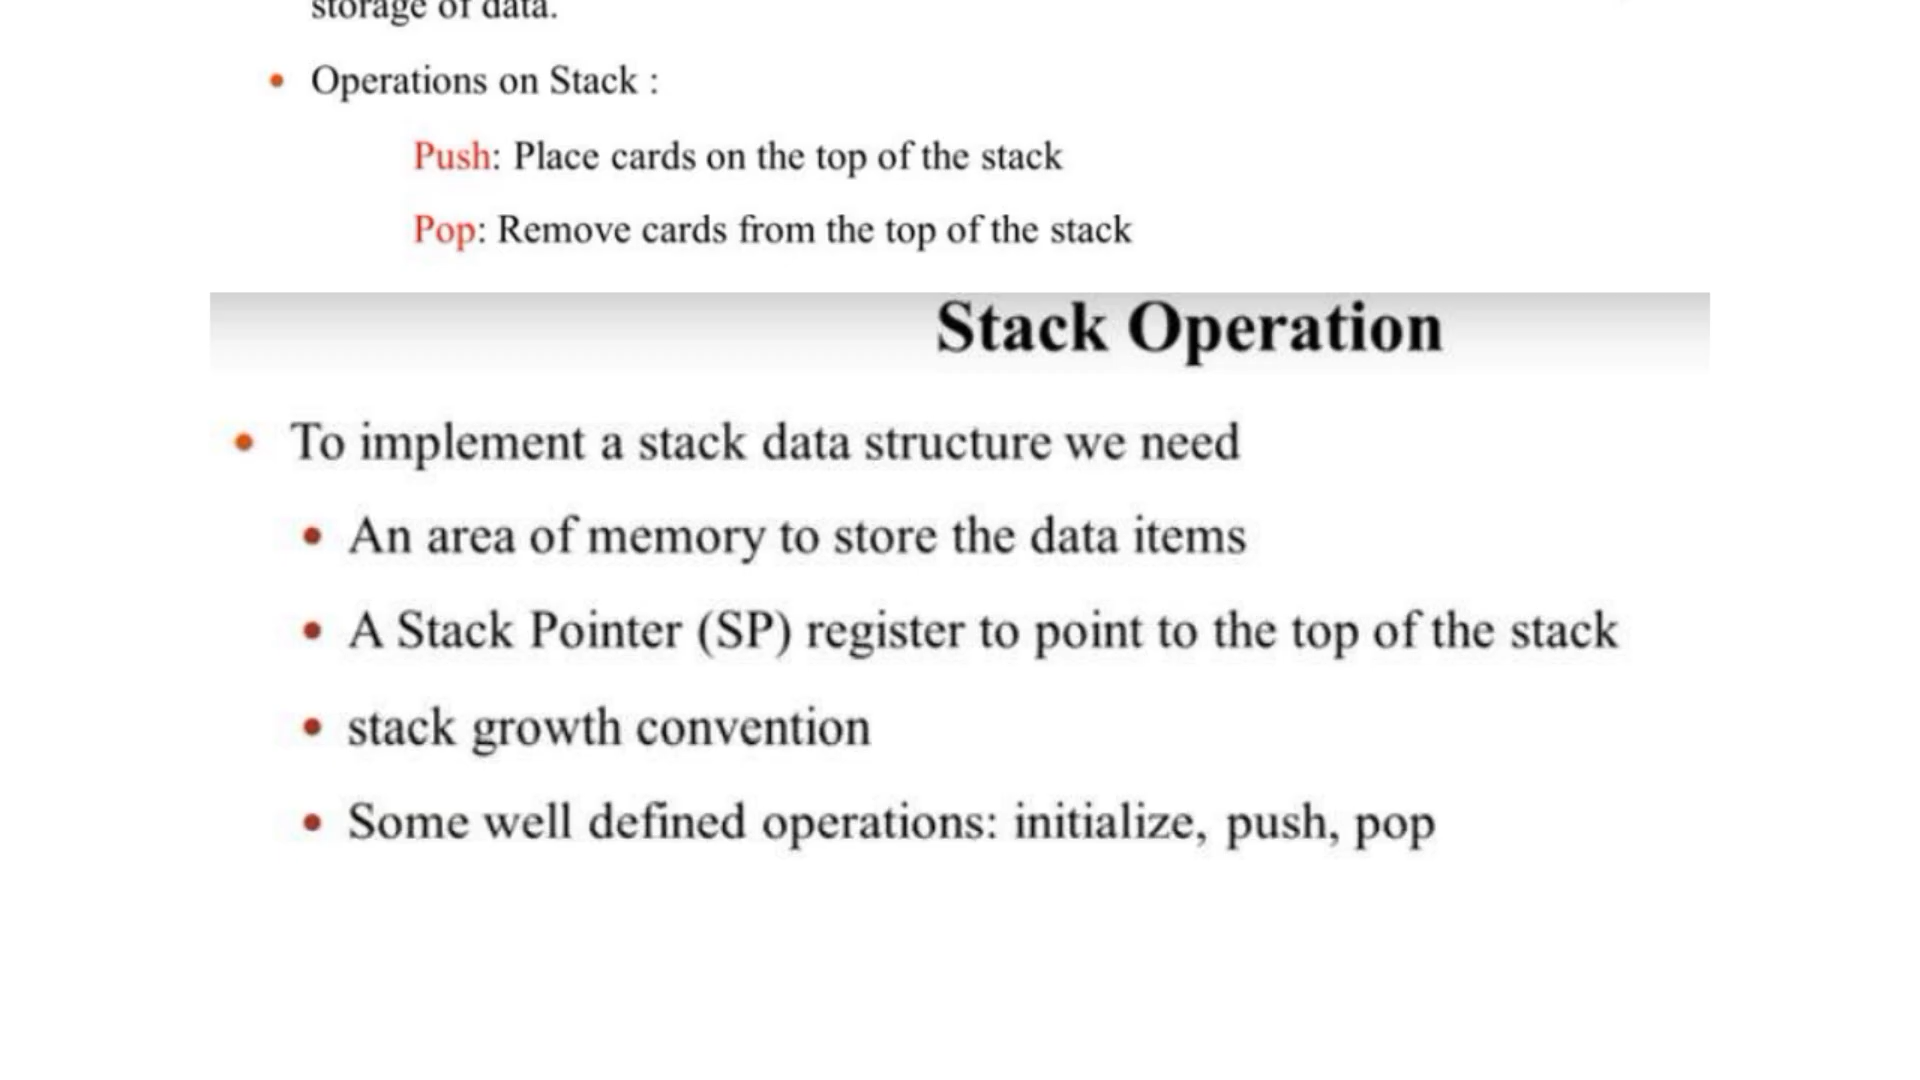 storage of data.
• Operations on Stack :
Push: Place cards on the top of the stack
Pop: Remove cards from the top of the stack
Stack Operation
• To implement a stack data structure we need
• An area of memory to store the data items
• A Stack Pointer (SP) register to point to the top of the stack
• stack growth convention
• Some well defined operations: initialize, push, pop